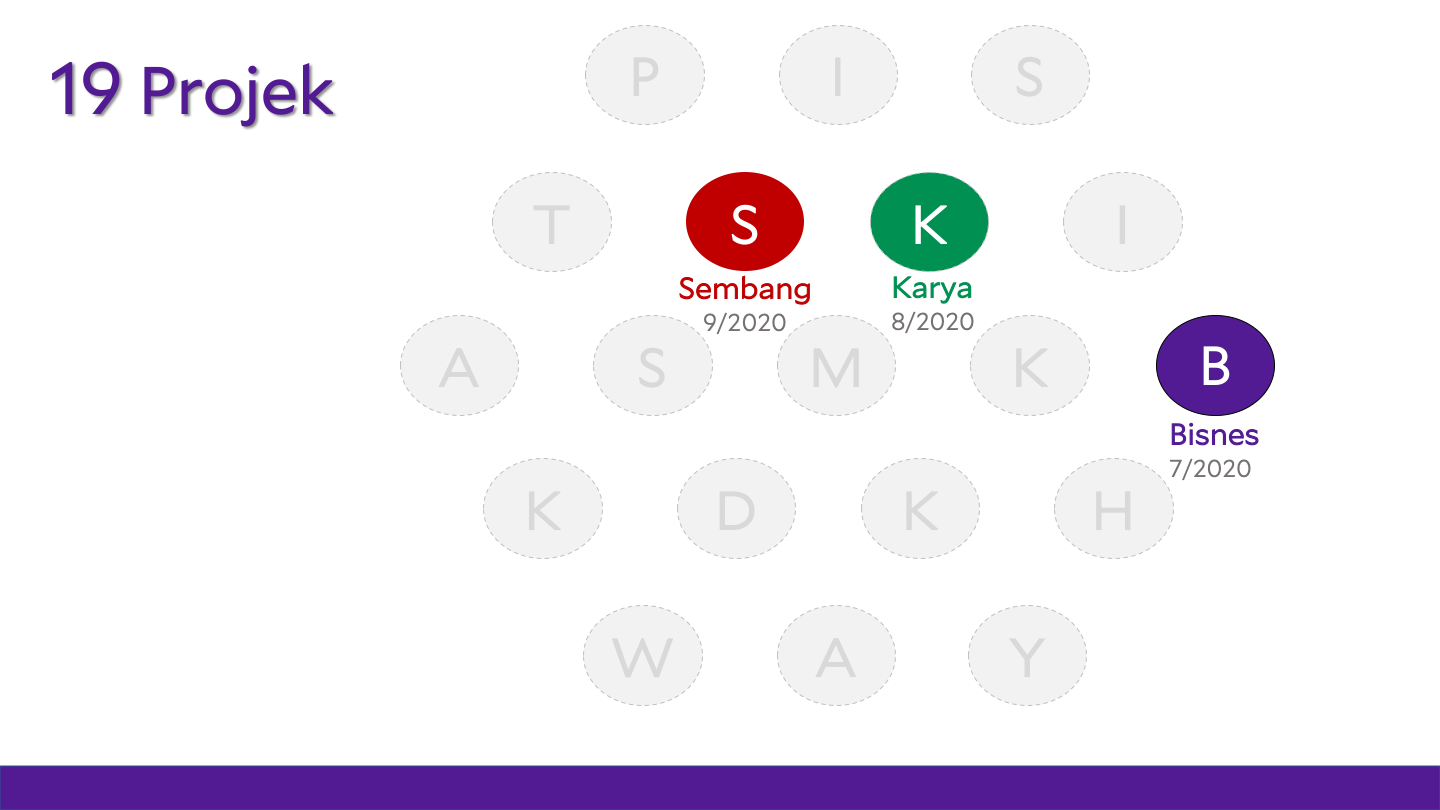 19 Projek
P I S
T S K I
Sembang Karya
9/2020 8/2020
A S M K B
Bisnes
7/2020
K D K H
W A Y